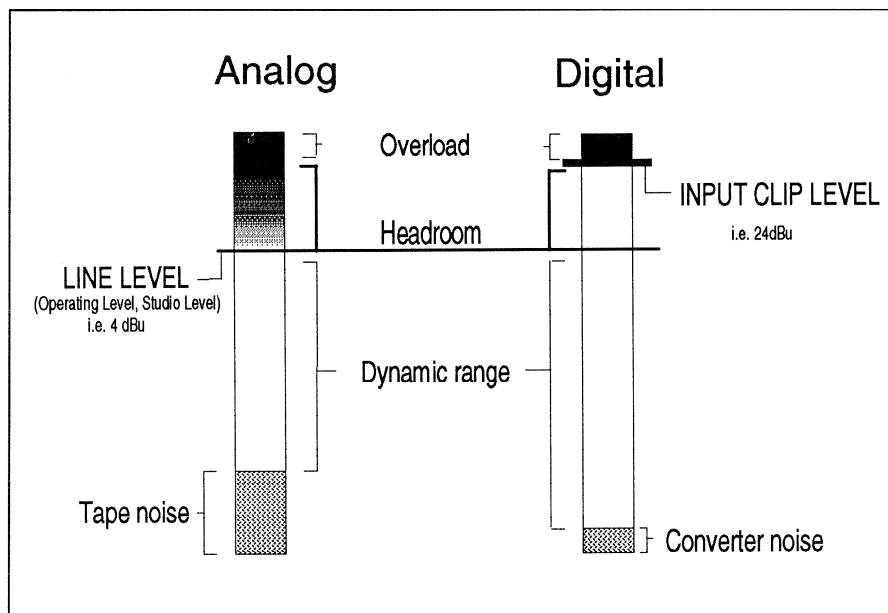 Analog
Digital
Overload
INPUT CLIP LEVEL
i.e. 24dBu
Headroom
LINE LEVEL
(Operating Level, Studio Level)
i.e. 4 dBu
Dynamic range
Tape noise
Converter noise